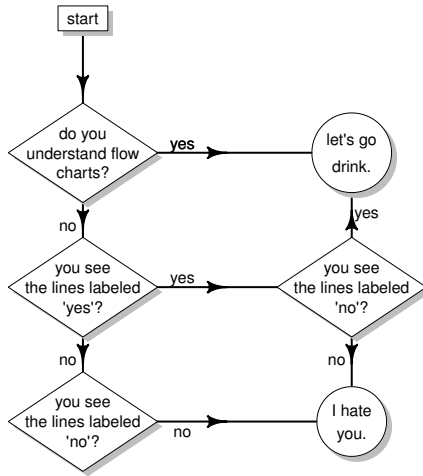 start
do you
understand flow
charts?
yes
let's go
drink.
no
yes
you see
the lines labeled
'yes'?
yes
you see
the lines labeled
'no'?
no
no
you see
the lines labeled
'no'?
no
I hate
you.